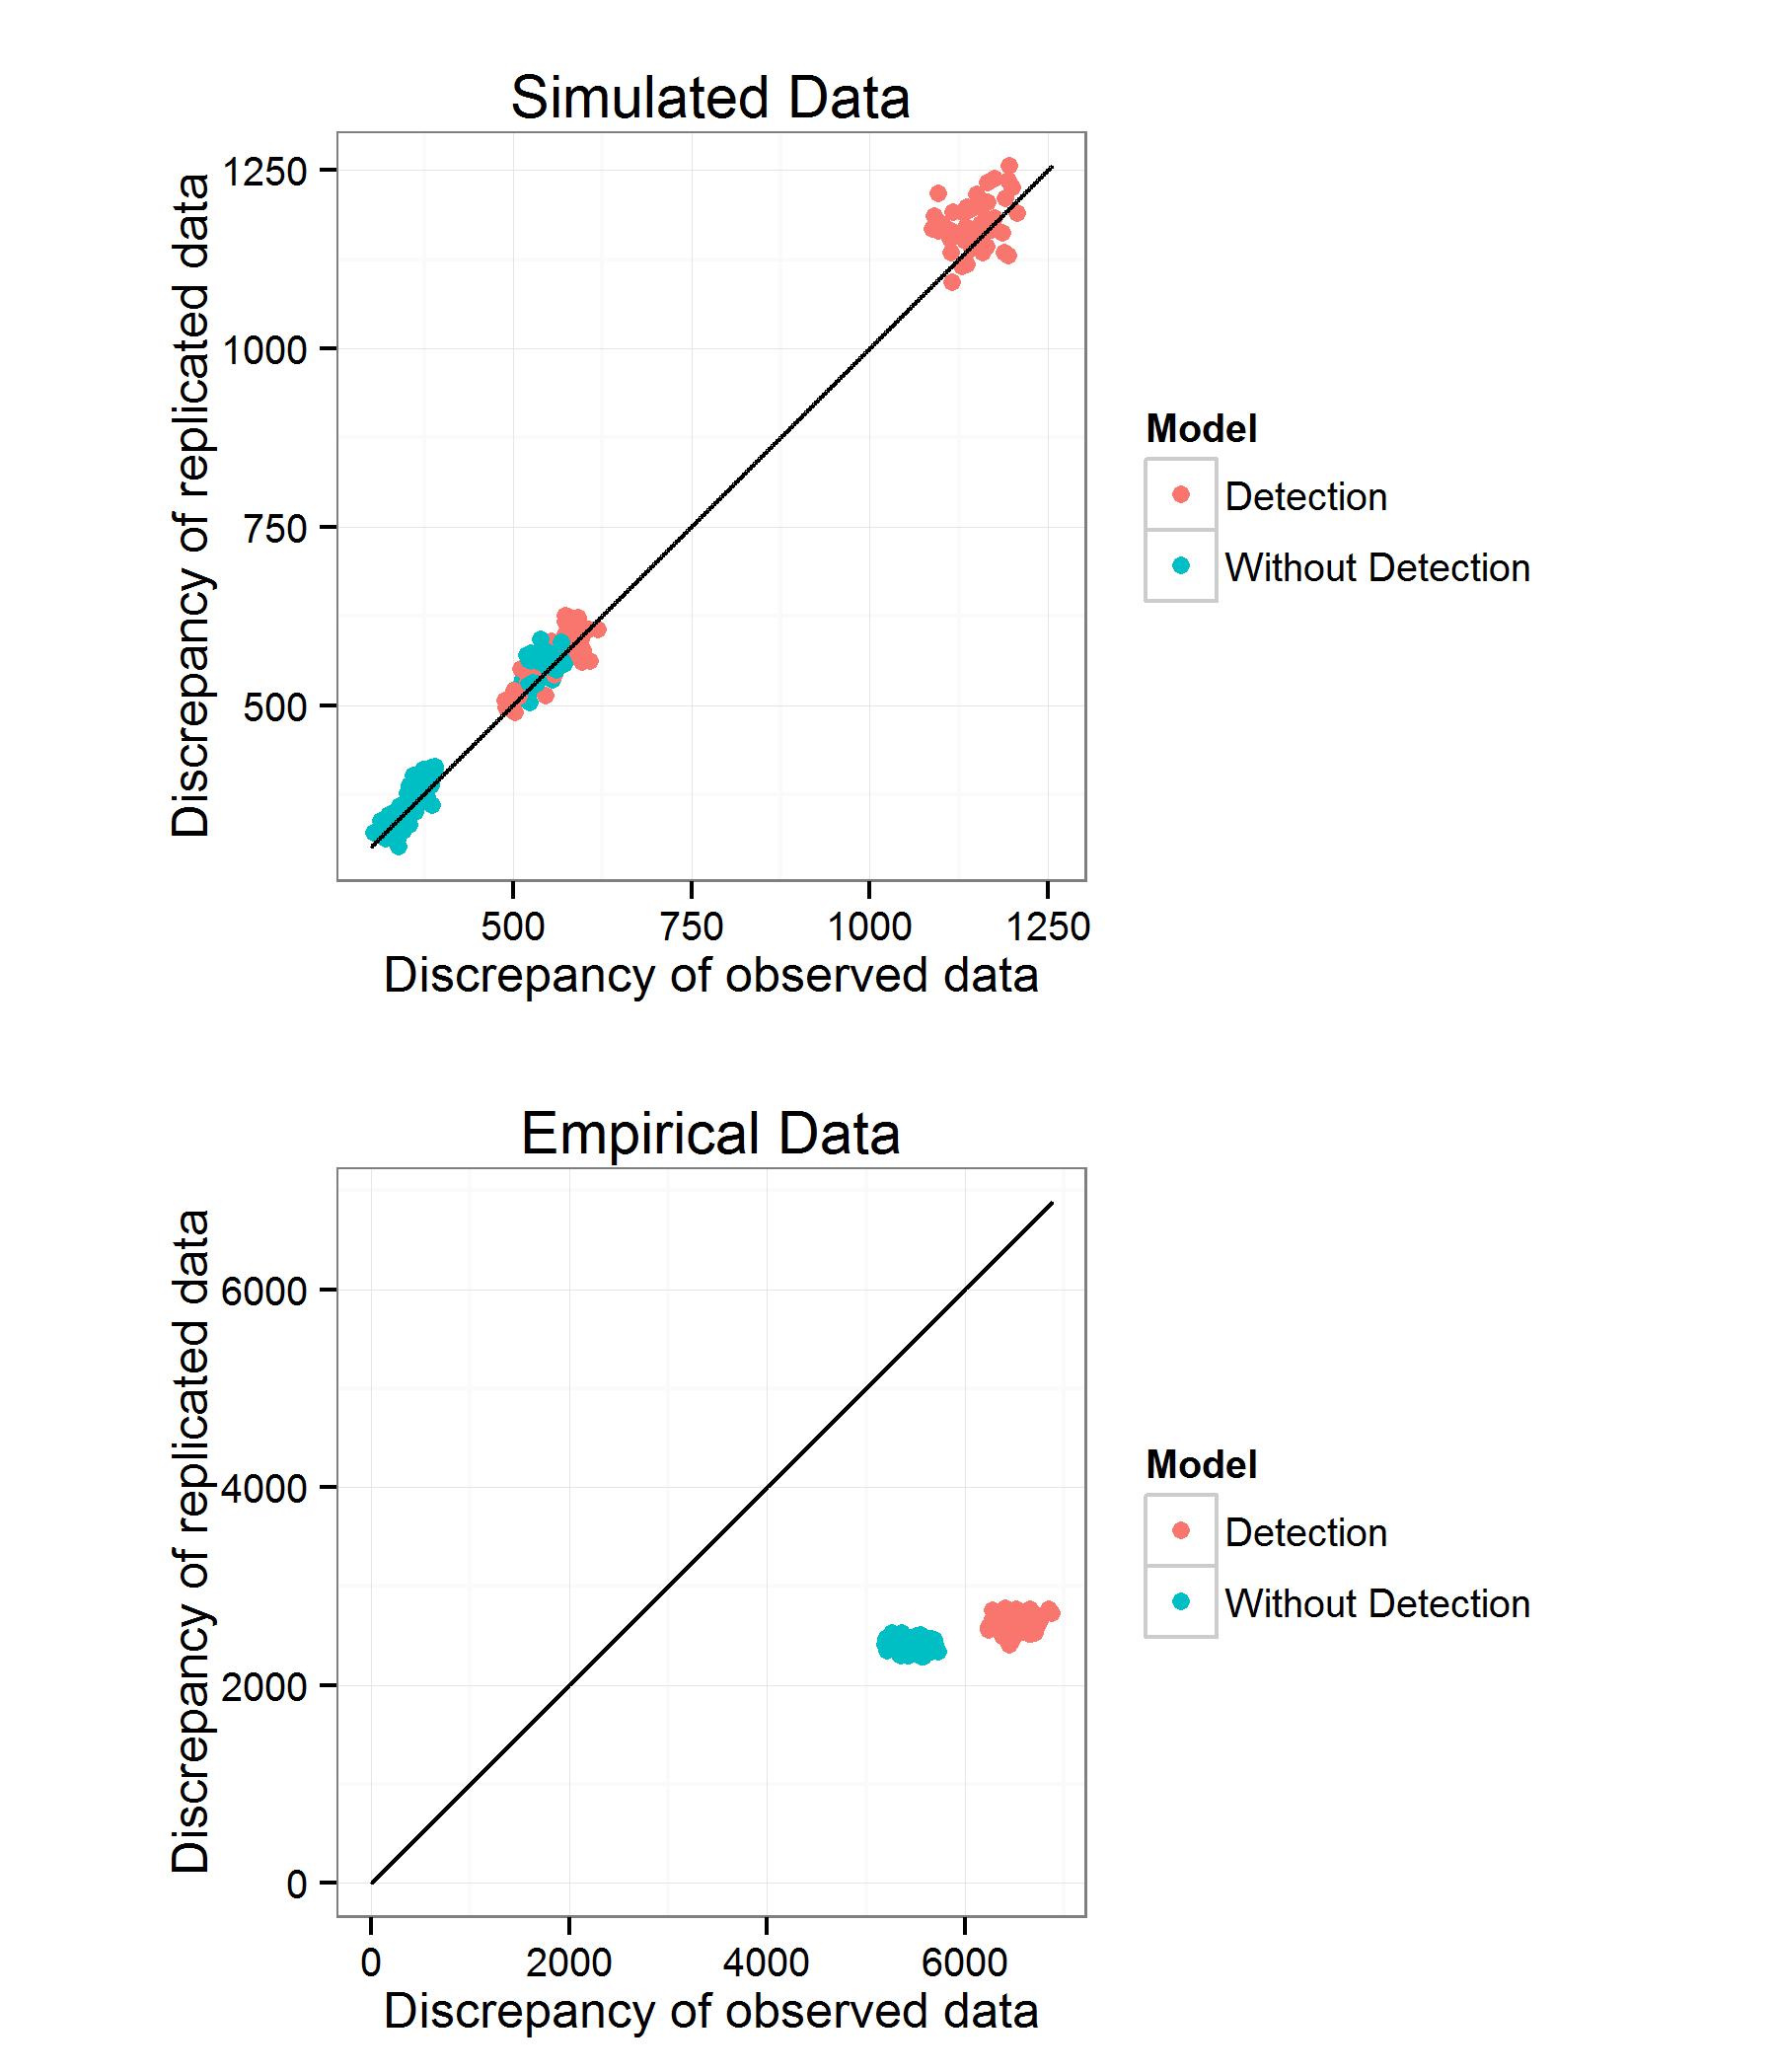 Simulated Data
Discrepancy of replicated data
1250
1000
750
500
500 750 1000 1250
Discrepancy of observed data
Model
Detection
Without Detection
Empirical Data
Discrepancy of replicated data
6000
4000
2000
0
0 2000 4000 6000
Discrepancy of observed data
Model
Detection
Without Detection